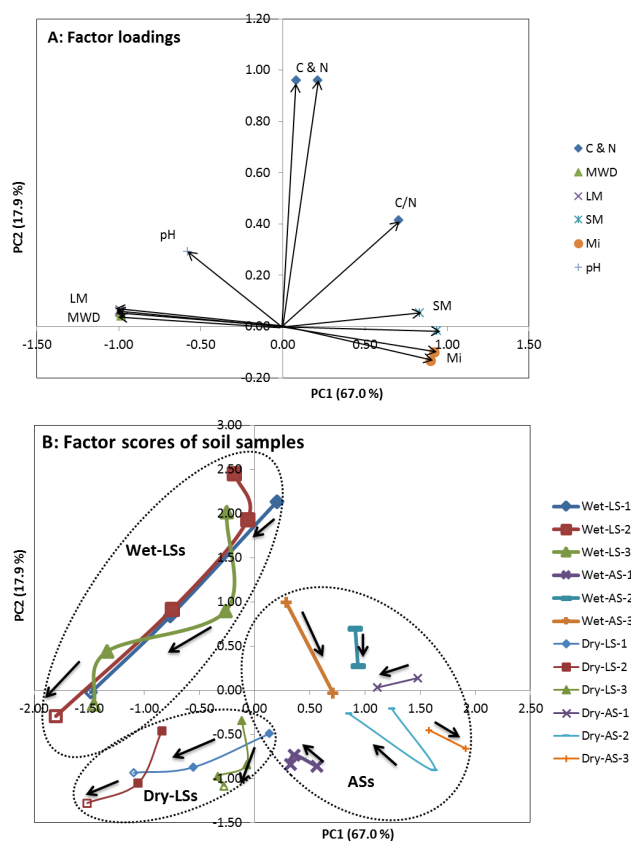 A: Factor loadings
1.20
1.00
0.80
0.60
0.40
0.20
0.00
-0.20
-1.50
-1.00
-0.50
0.00
0.50
1.00
1.50
PC2 (17.9 %)
PC1 (67.0 %)
C & N
C/N
pH
LM
MWD
SM
Mi
C & N
MWD
LM
SM
Mi
pH
B: Factor scores of soil samples
3.00
2.50
2.00
1.50
1.00
0.50
0.00
-0.50
-1.00
-1.50
-2.00
-1.50
-1.00
-0.50
0.00
0.50
1.00
1.50
2.00
PC2 (17.9 %)
PC1 (67.0 %)
Wet-LSs
Dry-LSs
ASs
Wet-LS-1
Wet-LS-2
Wet-LS-3
Wet-AS-1
Wet-AS-2
Wet-AS-3
Dry-LS-1
Dry-LS-2
Dry-LS-3
Dry-AS-1
Dry-AS-2
Dry-AS-3